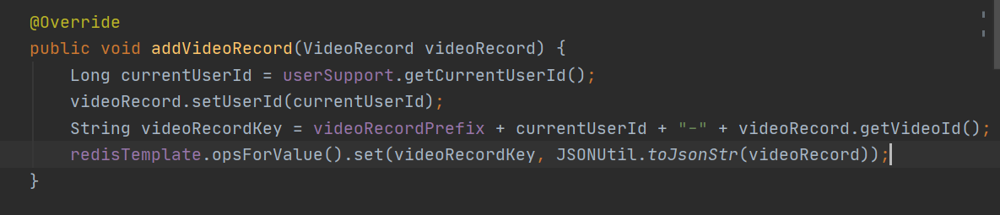 @Override
public void addVideoRecord(VideoRecord videoRecord) {
Long currentUserId = userSupport.getCurrentUserId();
videoRecord.setUserId(currentUserId);
String videoRecordKey = videoRecordPrefix + currentUserId + "-" + videoRecord.getVideoId();
redisTemplate.opsForValue().set(videoRecordKey, JSONUtil.toJsonStr(videoRecord));
}